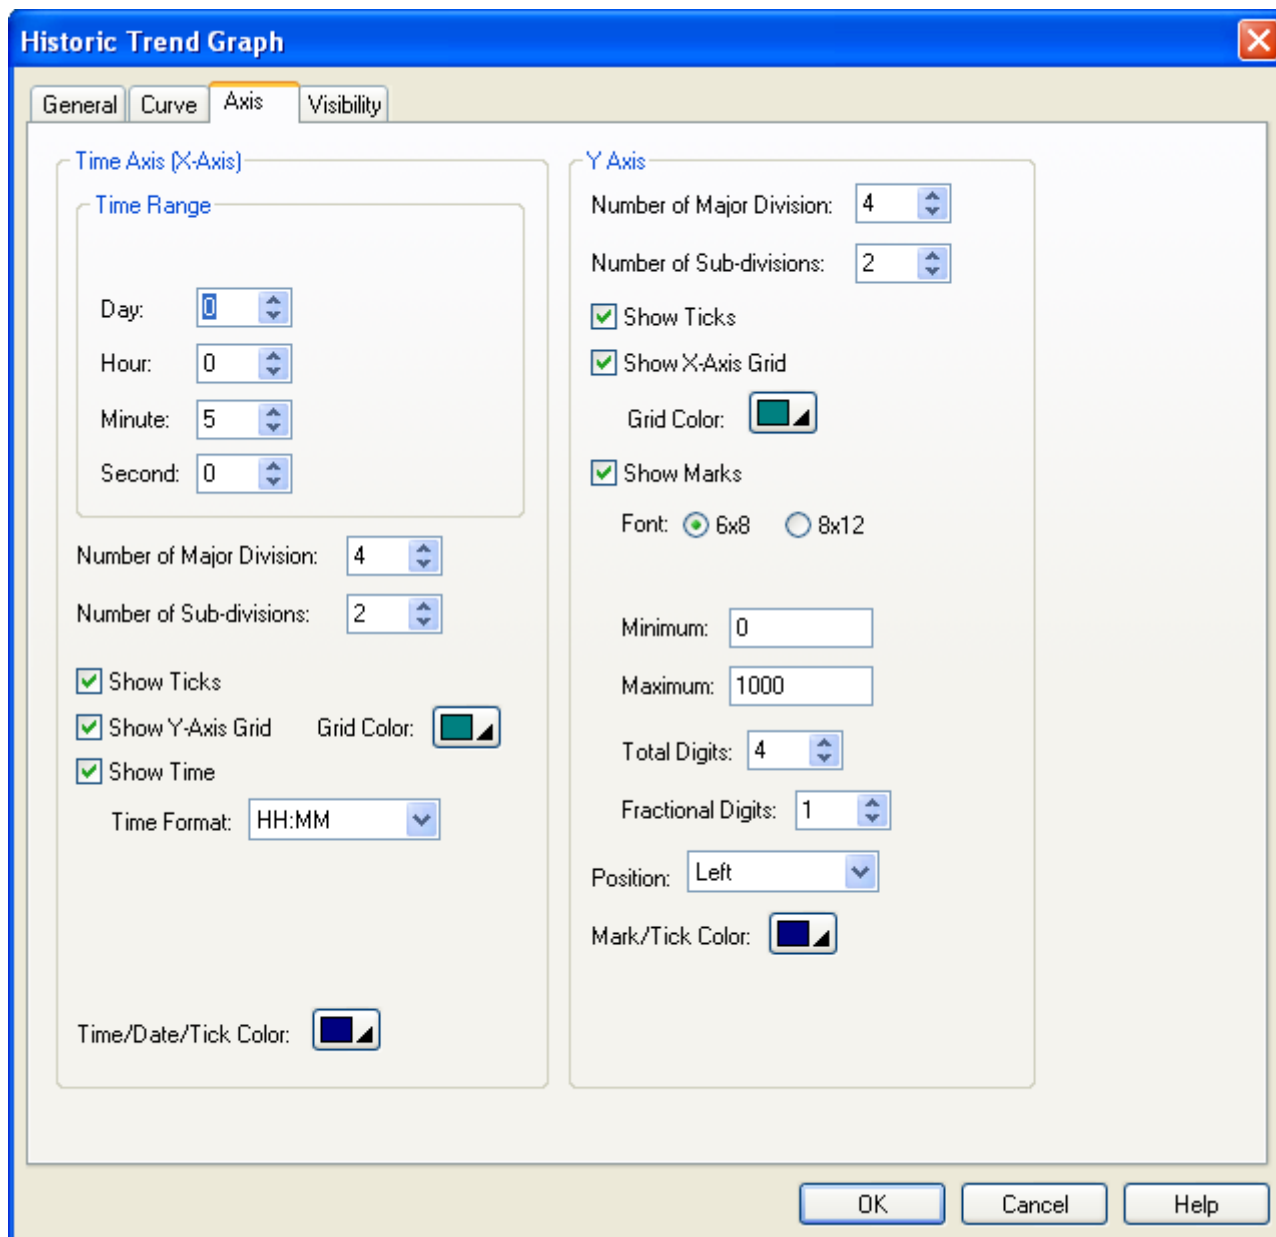 Historic Trend Graph
General Curve Axis Visibility
Time Axis (X-Axis)
Time Range
Day: 0
Hour: 0
Minute: 5
Second: 0
Number of Major Division: 4
Number of Sub-divisions: 2
Show Ticks
Show Y-Axis Grid Grid Color:
Show Time
Time Format: HH:MM
Time/Date/Tick Color:
Y Axis
Number of Major Division: 4
Number of Sub-divisions: 2
Show Ticks
Show X-Axis Grid
Grid Color:
Show Marks
Font: 6x8 8x12
Minimum: 0
Maximum: 1000
Total Digits: 4
Fractional Digits: 1
Position: Left
Mark/Tick Color:
OK Cancel Help